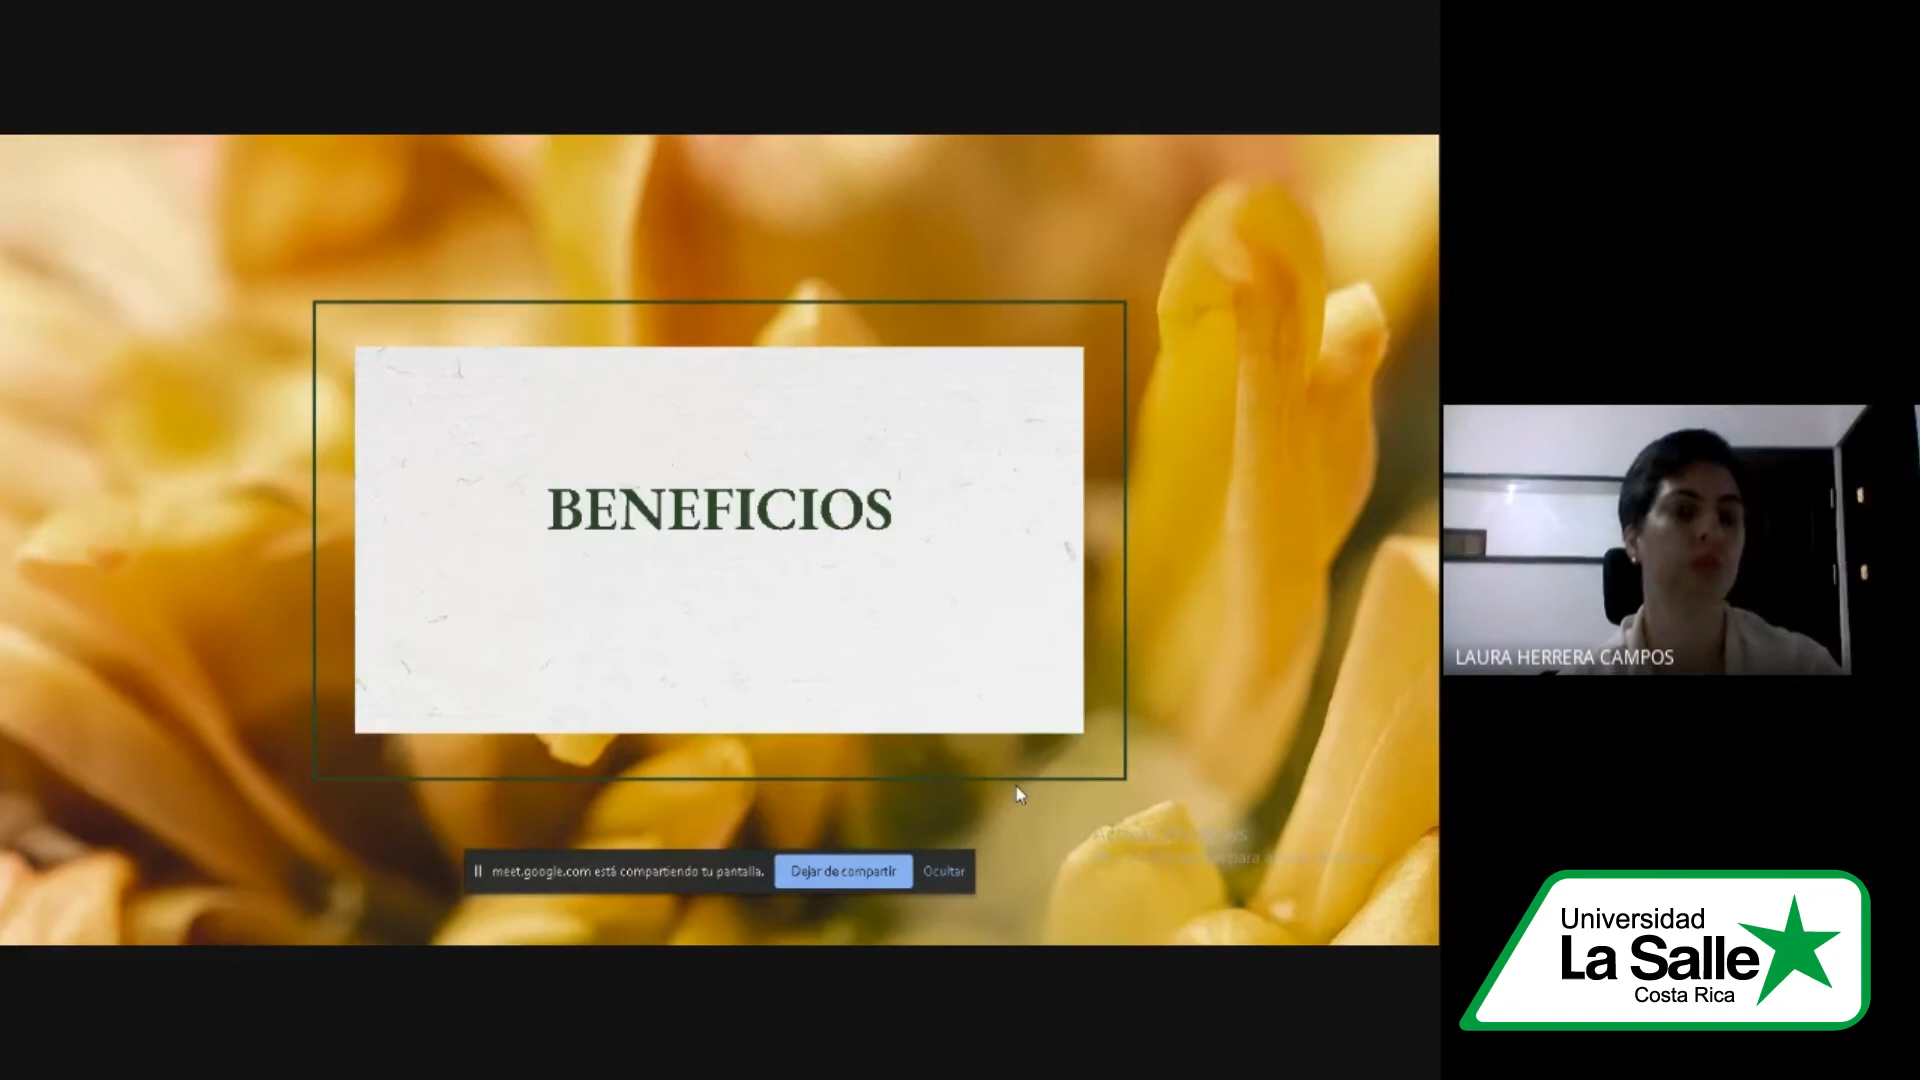 BENEFICIOS
meet.google.com está compartiendo tu pantalla.
Dejar de compartir
Ocultar
LAURA HERRERA CAMPOS
Universidad
La Salle
Costa Rica